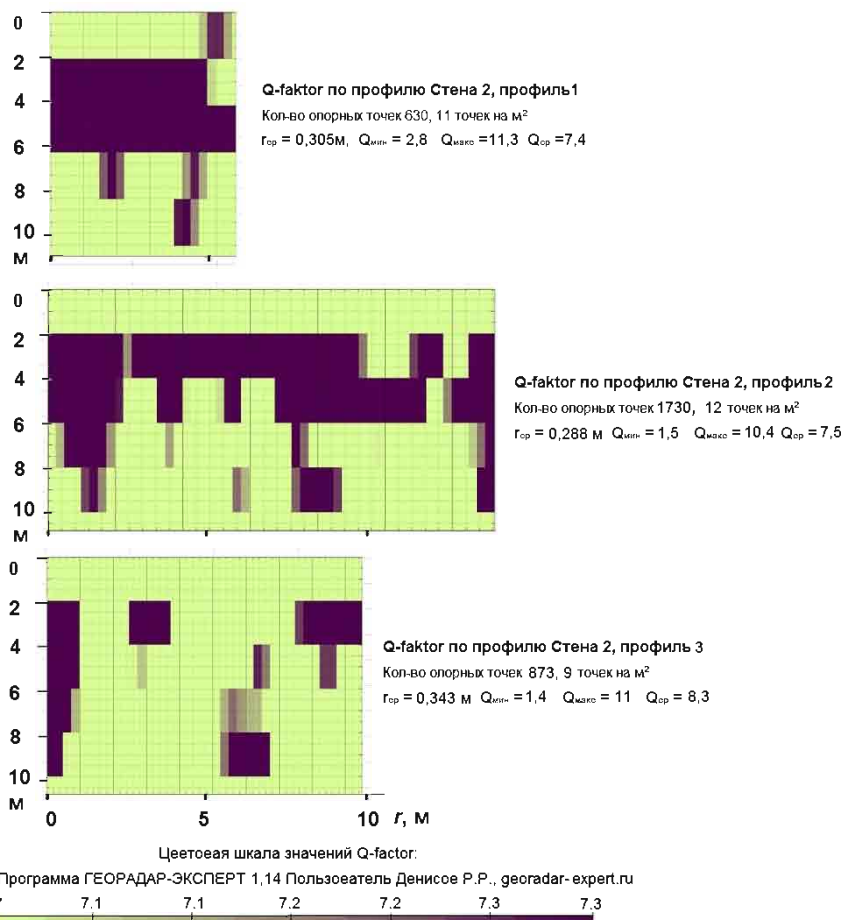 0
2
4
6
8
10
М
Q-faktor по профилю Стена 2, профиль1
Кол-во опорных точек 630, 11 точек на м²
rср = 0,305м, Qмин = 2,8 Qмакс =11,3 Qср =7,4
0
2
4
6
8
10
М
Q-faktor по профилю Стена 2, профиль2
Кол-во опорных точек 1730, 12 точек на м²
rср = 0,288 м Qмин = 1,5 Qмакс = 10,4 Qср = 7,5
0
2
4
6
8
10
М
Q-faktor по профилю Стена 2, профиль 3
Кол-во опорных точек 873, 9 точек на м²
rср = 0,343 м Qмин =1,4 Qмакс = 11 Qср = 8,3
0 5 10 r, м
Цветовая шкала значений Q-factor:
Программа ГЕОРАДАР-ЭКСПЕРТ 1,14 Пользователь Денисов Р.Р., georadar-expert.ru
7.1 7.1 7.2 7.2 7.3 7.3